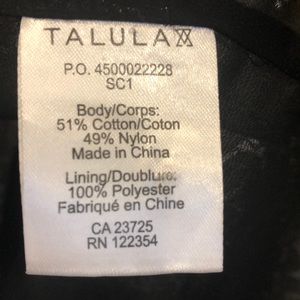 TALULA
P.O. 4500022228
SC1
Body/Corps:
51% Cotton/Coton
49% Nylon
Made in China
Lining/Doublure:
100% Polyester
Fabriqué en Chine
CA 23725
RN 122354